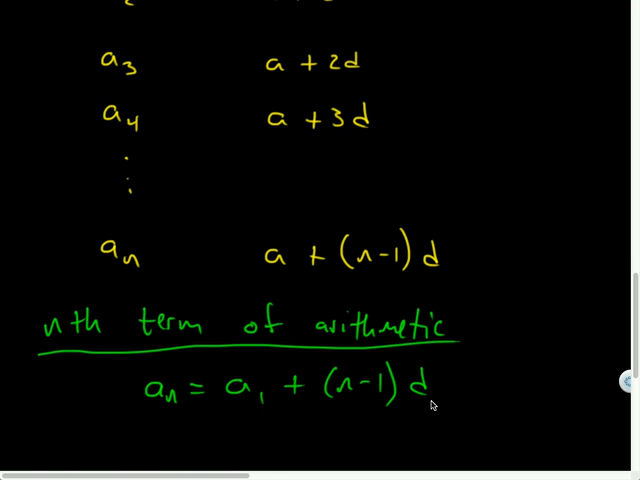 a₃ a + 2d
a₄ a + 3d
⋮
aₙ a + (n-1) d
nth term of arithmetic
aₙ = a₁ + (n-1) d